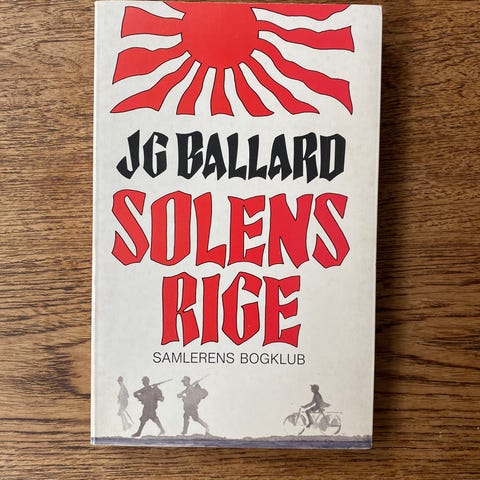 JG BALLARD
SOLENS
RIGE
SAMLERENS BOGKLUB